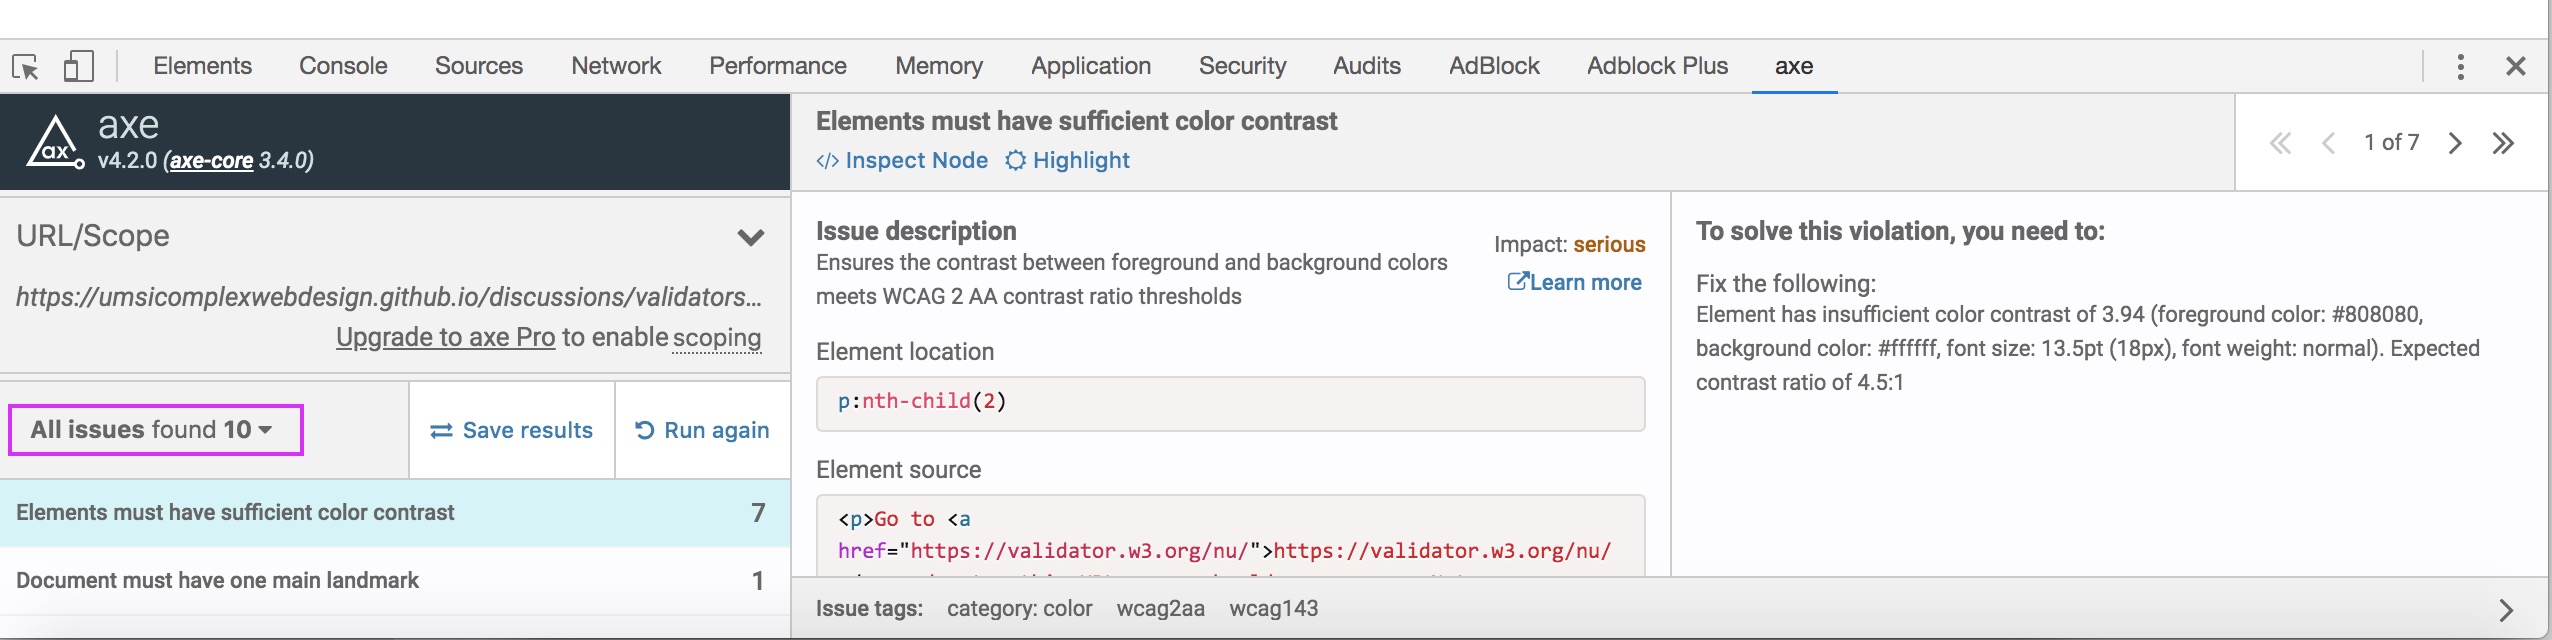 Elements Console Sources Network Performance Memory Application Security Audits AdBlock Adblock Plus axe
ax
axe
v4.2.0 (axe-core 3.4.0)
URL/Scope
https://umsicomplexwebdesign.github.io/discussions/validators...
Upgrade to axe Pro to enable scoping
All issues found 10
Save results
Run again
Elements must have sufficient color contrast 7
Document must have one main landmark 1
Elements must have sufficient color contrast
</> Inspect Node Highlight
1 of 7
Issue description
Impact: serious
Ensures the contrast between foreground and background colors
meets WCAG 2 AA contrast ratio thresholds
Learn more
Element location
p:nth-child(2)
Element source
<p>Go to <a
href="https://validator.w3.org/nu/">https://validator.w3.org/nu/
To solve this violation, you need to:
Fix the following:
Element has insufficient color contrast of 3.94 (foreground color: #808080,
background color: #ffffff, font size: 13.5pt (18px), font weight: normal). Expected
contrast ratio of 4.5:1
Issue tags: category: color wcag2aa wcag143